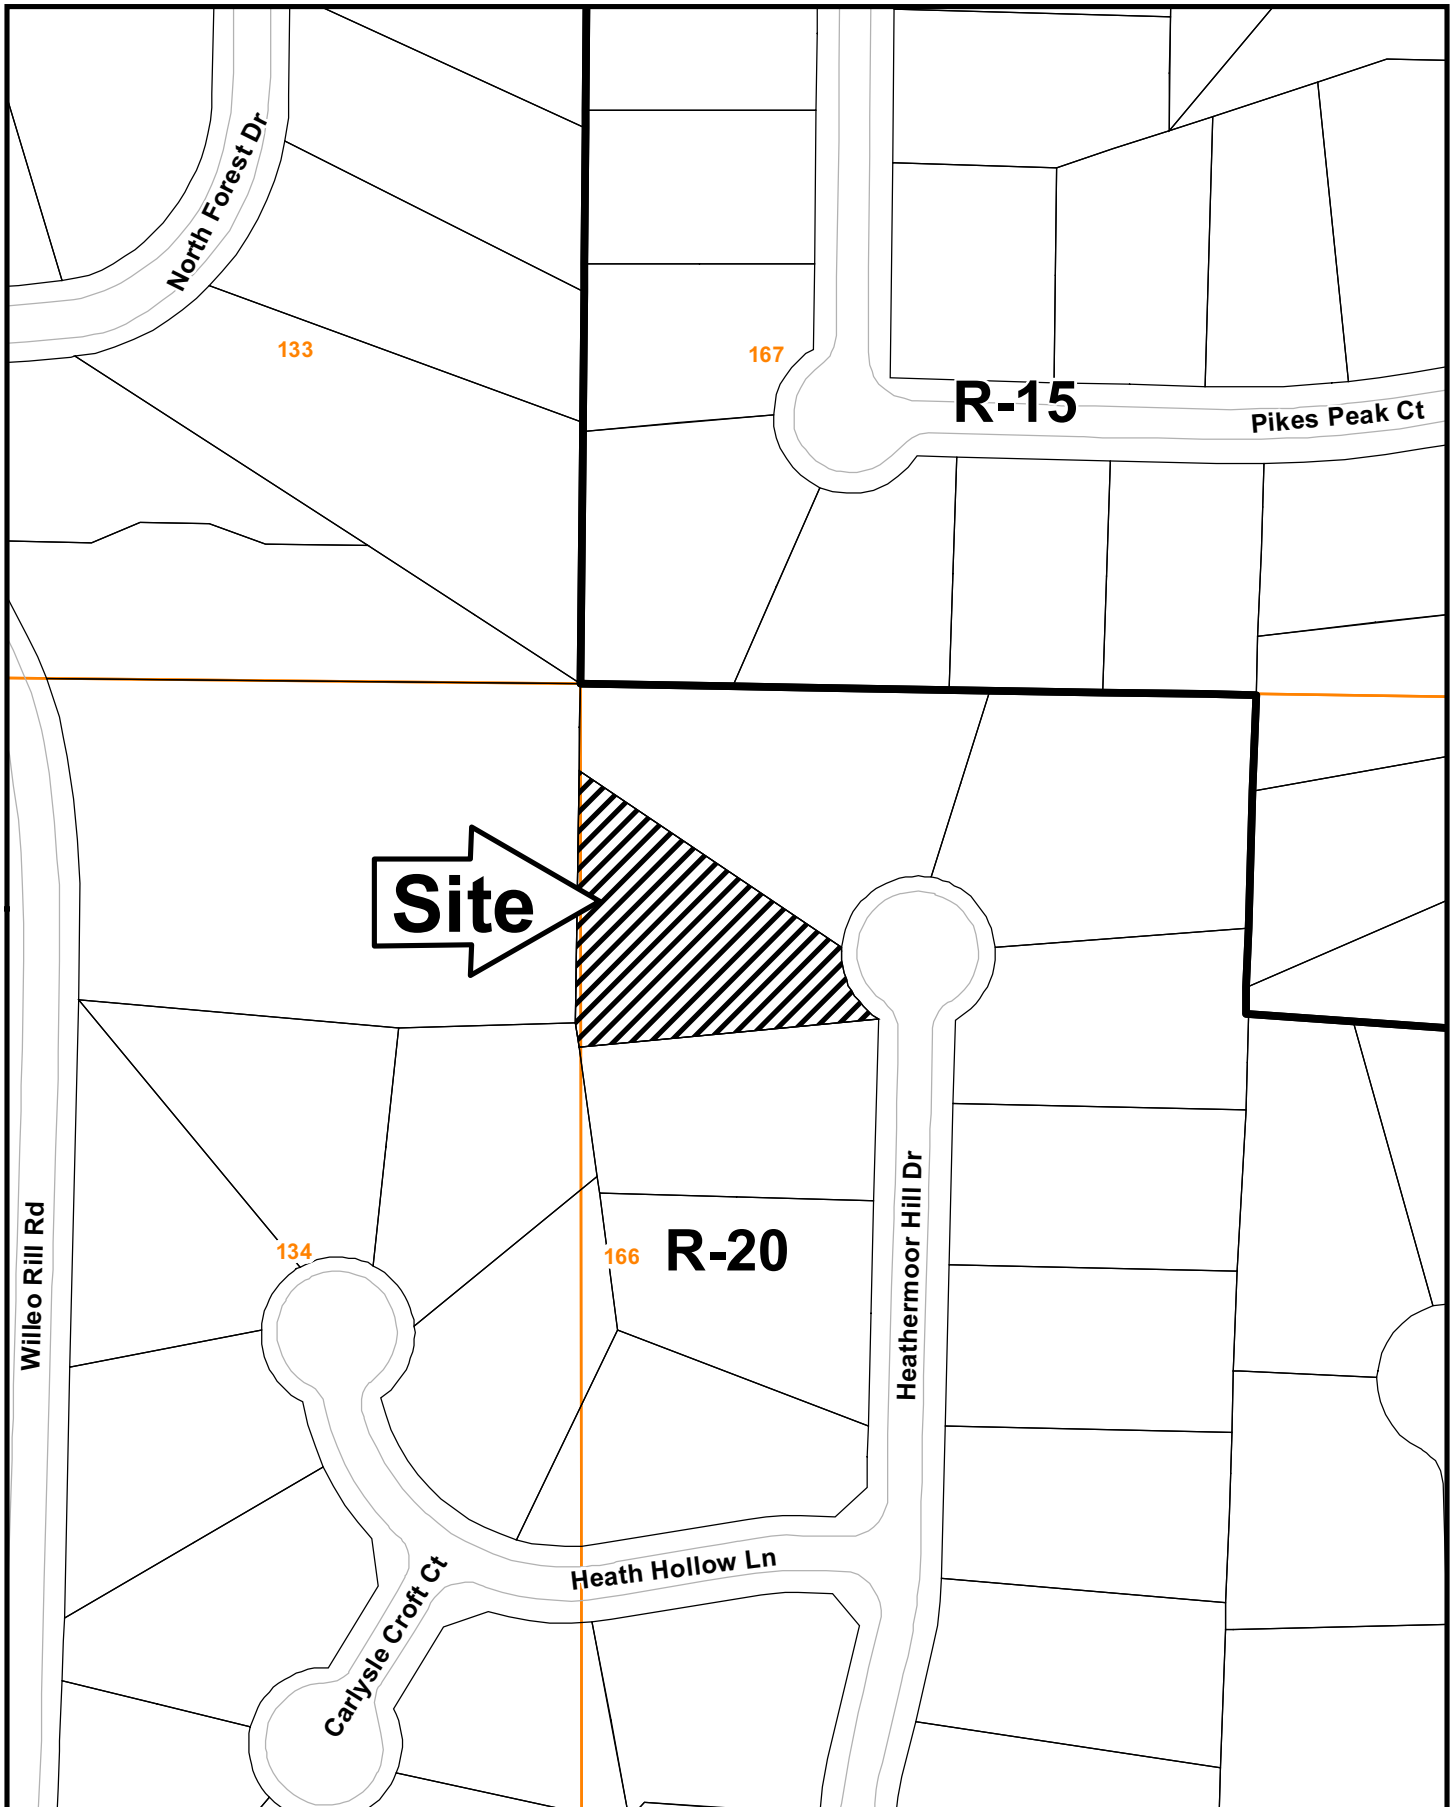 North Forest Dr
133
167
R-15
Pikes Peak Ct
Site
Willeo Rill Rd
134
166
R-20
Heathermoor Hill Dr
Heath Hollow Ln
Carlysle Croft Ct